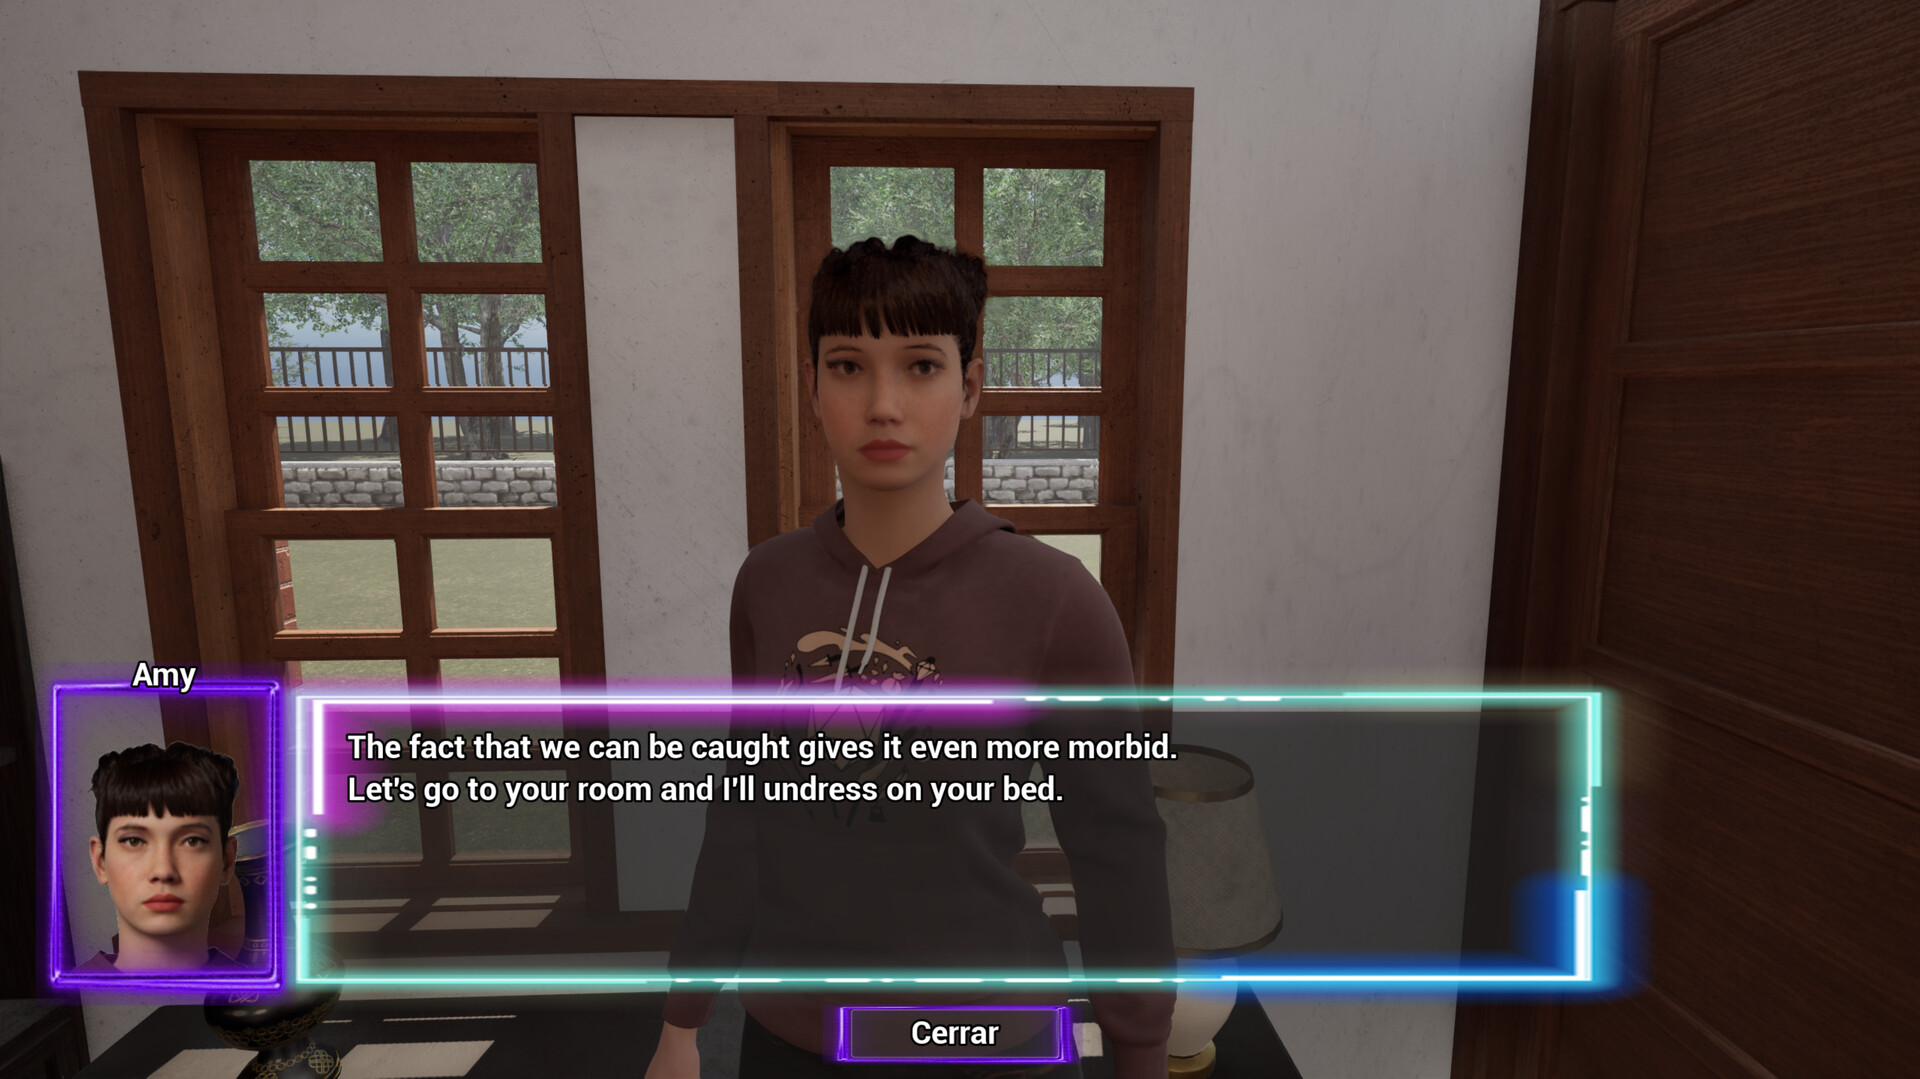 Amy
The fact that we can be caught gives it even more morbid.
Let's go to your room and I'll undress on your bed.
Cerrar